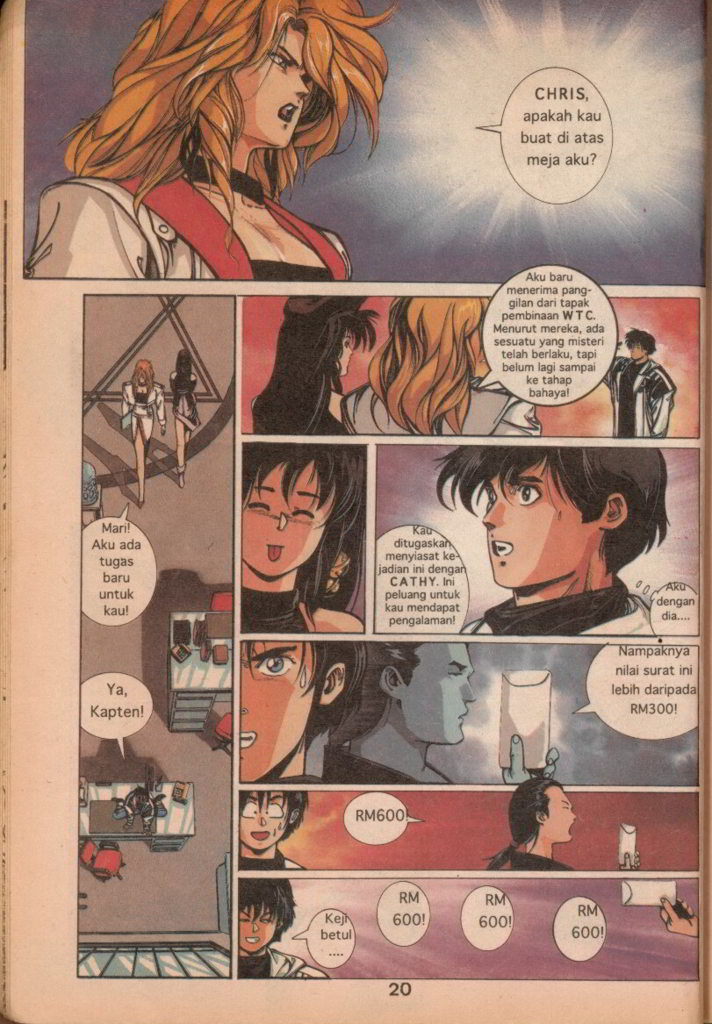 CHRIS,
apakah kau
buat di atas
meja aku?
Mari!
Aku ada
tugas
baru
untuk
kau!
Ya,
Kapten!
Aku baru
menerima pang-
gilan dari tapak
pembinaan WTC.
Menurut mereka, ada
sesuatu yang misteri
telah berlaku, tapi
belum lagi sampai
ke tahap
bahaya!
Kau
ditugaskan
menyiasat ke-
jadian ini dengan
CATHY. Ini
peluang untuk
kau mendapat
pengalaman!
Aku
dengan
dia....
Nampaknya
nilai surat ini
lebih daripada
RM300!
RM600!
Keji
betul
....
RM
600!
RM
600!
RM
600!
20